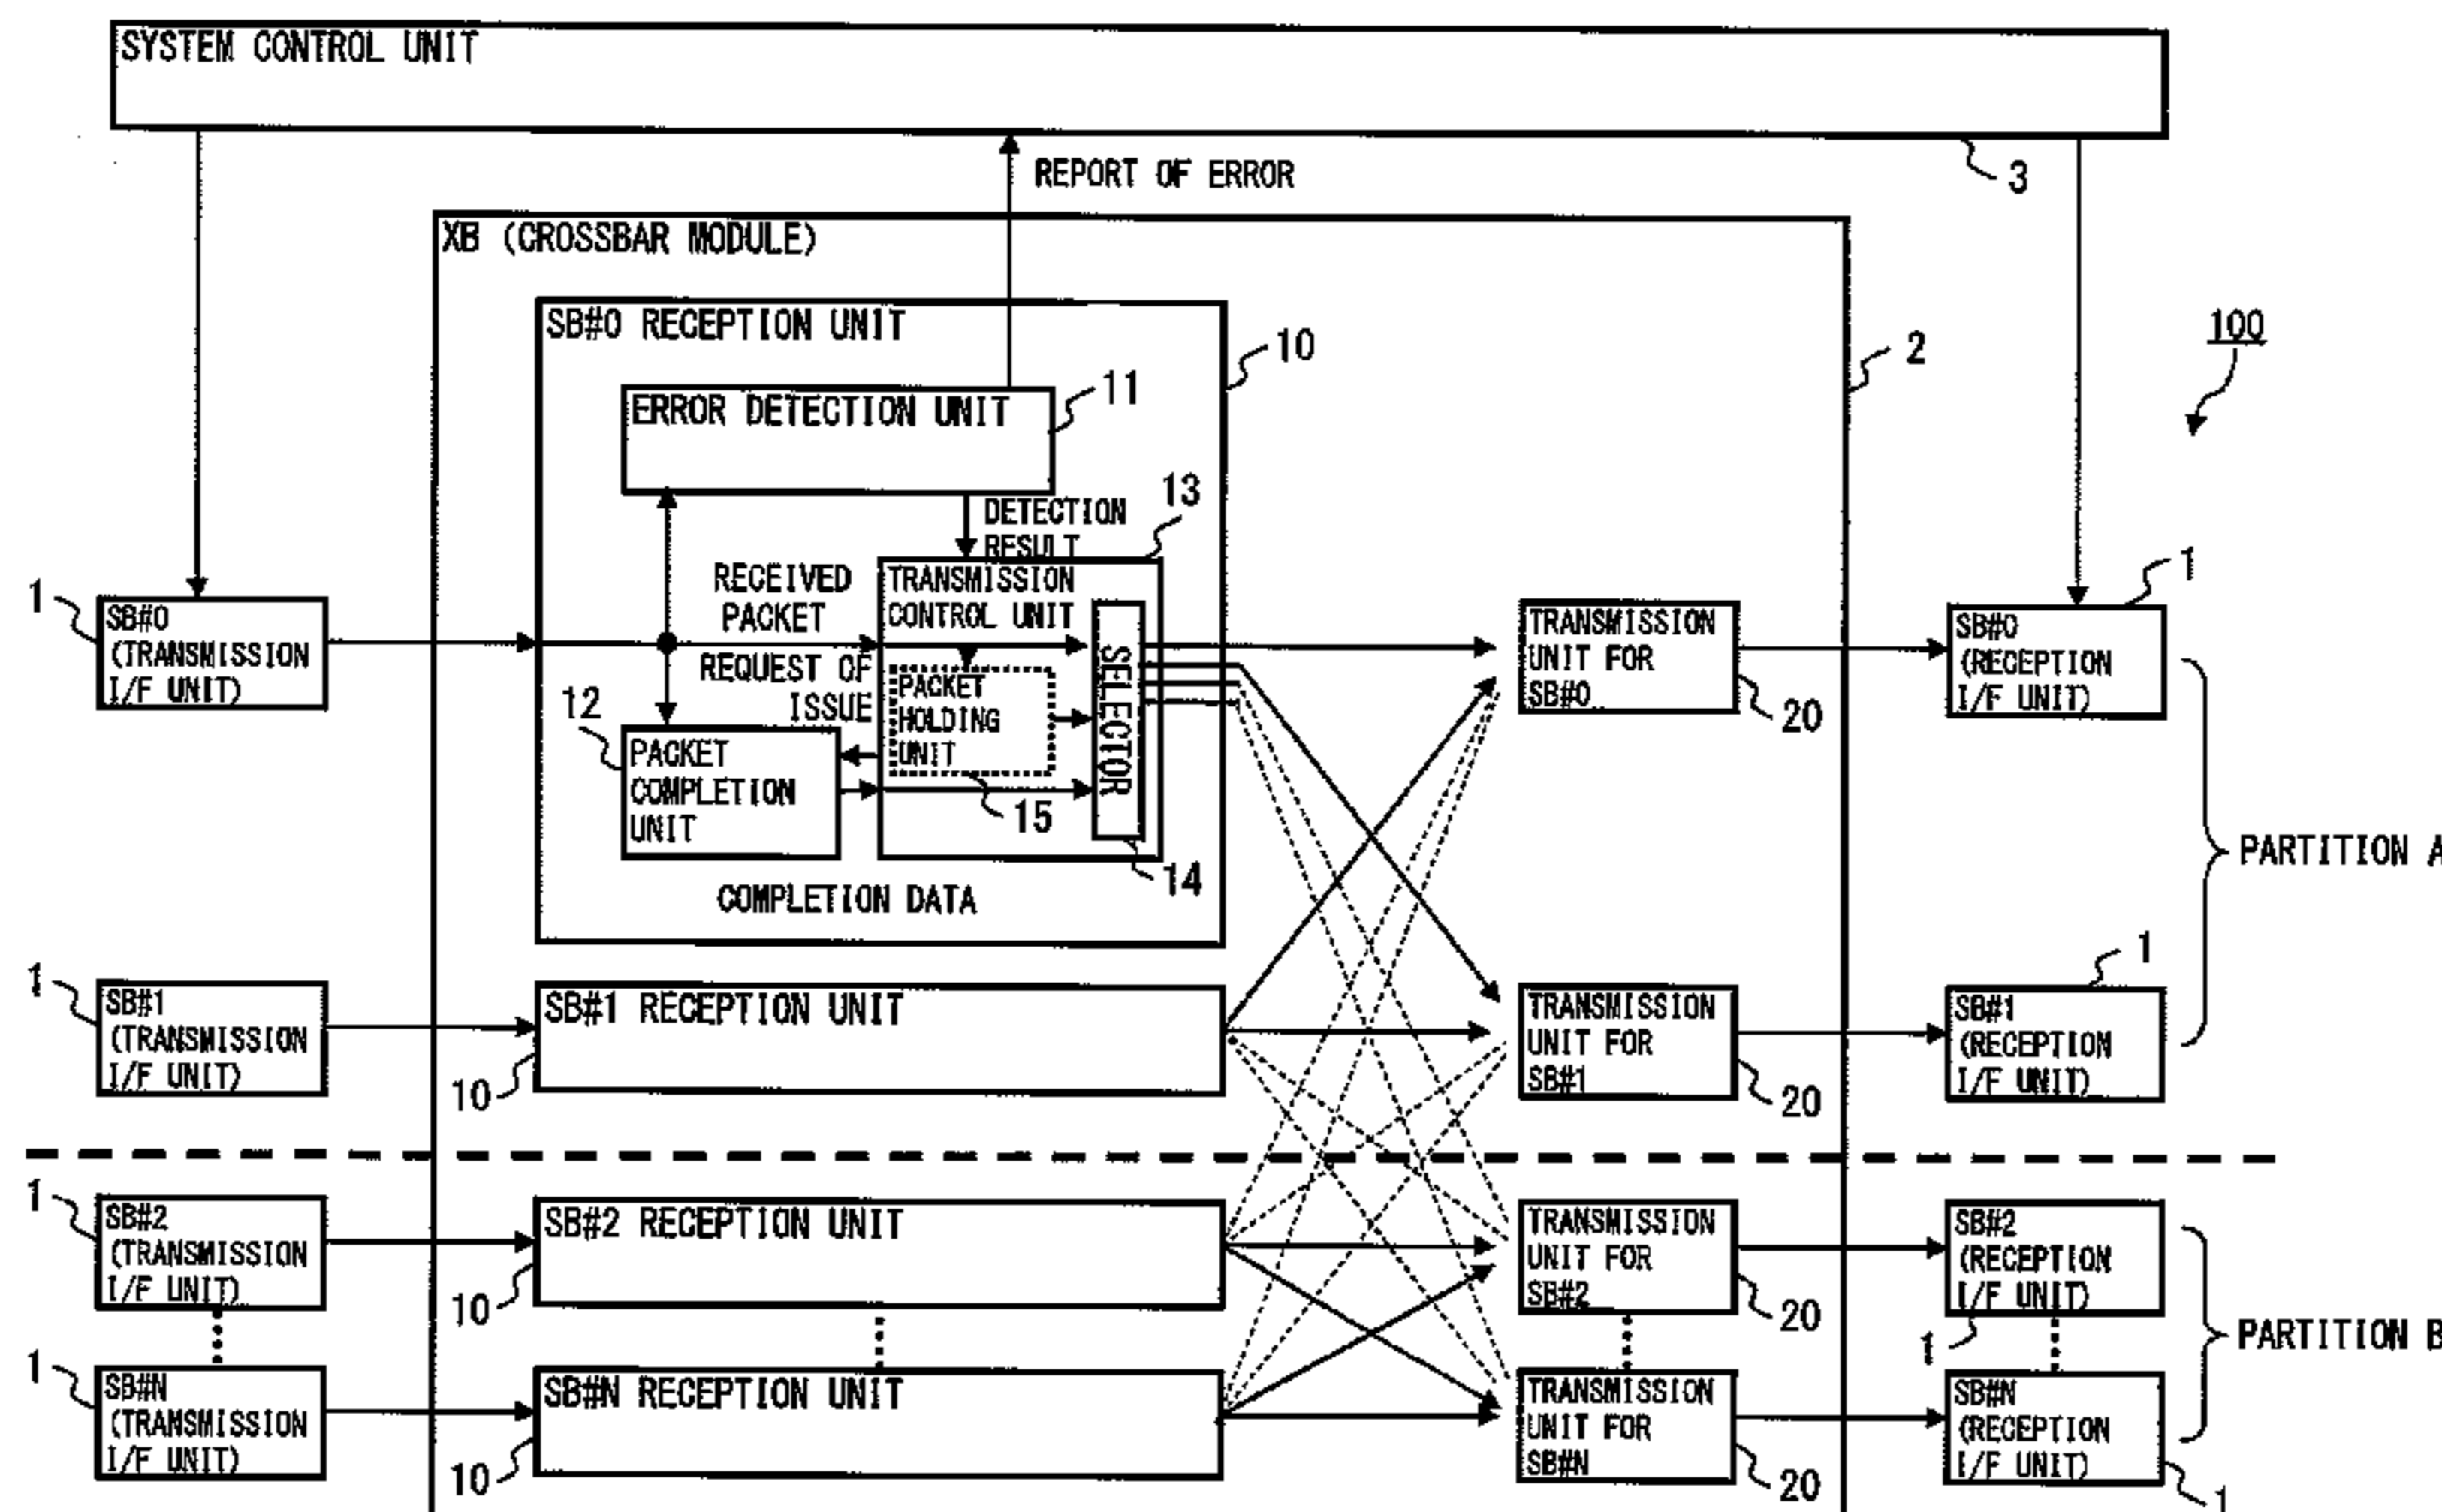 SYSTEM CONTROL UNIT
REPORT OF ERROR
3
XB (CROSSBAR MODULE)
SB#0 RECEPTION UNIT
10
2
100
ERROR DETECTION UNIT
11
13
DETECTION
RESULT
RECEIVED
PACKET
TRANSMISSION
CONTROL UNIT
1
SB#0
(TRANSMISSION
I/F UNIT)
REQUEST OF
ISSUE
PACKET
HOLDING
UNIT
SELECTOR
12
PACKET
COMPLETION
UNIT
15
14
COMPLETION DATA
TRANSMISSION
UNIT FOR
SB#0
20
1
SB#0
(RECEPTION
I/F UNIT)
PARTITION A
1
SB#1
(TRANSMISSION
I/F UNIT)
SB#1 RECEPTION UNIT
10
TRANSMISSION
UNIT FOR
SB#1
20
1
SB#1
(RECEPTION
I/F UNIT)
1
SB#2
(TRANSMISSION
I/F UNIT)
SB#2 RECEPTION UNIT
10
TRANSMISSION
UNIT FOR
SB#2
20
SB#2
(RECEPTION
I/F UNIT)
1
PARTITION B
1
SB#N
(TRANSMISSION
I/F UNIT)
SB#N RECEPTION UNIT
10
TRANSMISSION
UNIT FOR
SB#N
20
SB#N
(RECEPTION
I/F UNIT)
1